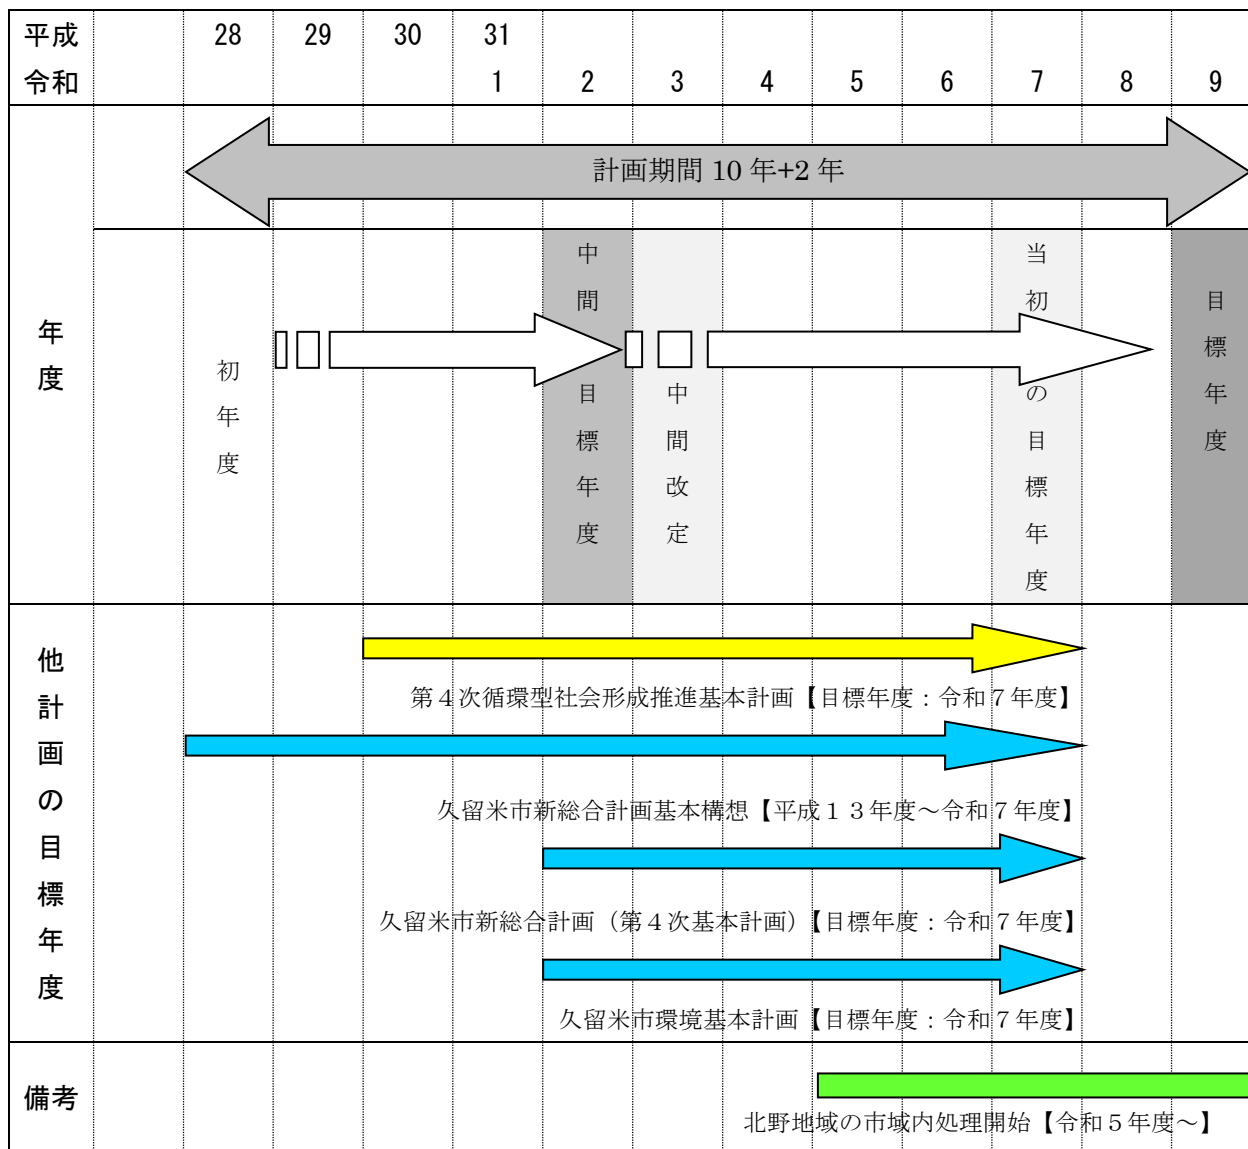 平成 28 29 30 31
令和 1 2 3 4 5 6 7 8 9
計画期間 10 年+2 年
年度
初年度
中間目標年度
中間改定
当初の目標年度
目標年度
他計画の目標年度
第４次循環型社会形成推進基本計画【目標年度：令和７年度】
久留米市新総合計画基本構想【平成１３年度～令和７年度】
久留米市新総合計画（第４次基本計画）【目標年度：令和７年度】
久留米市環境基本計画【目標年度：令和７年度】
備考
北野地域の市域内処理開始【令和５年度～】